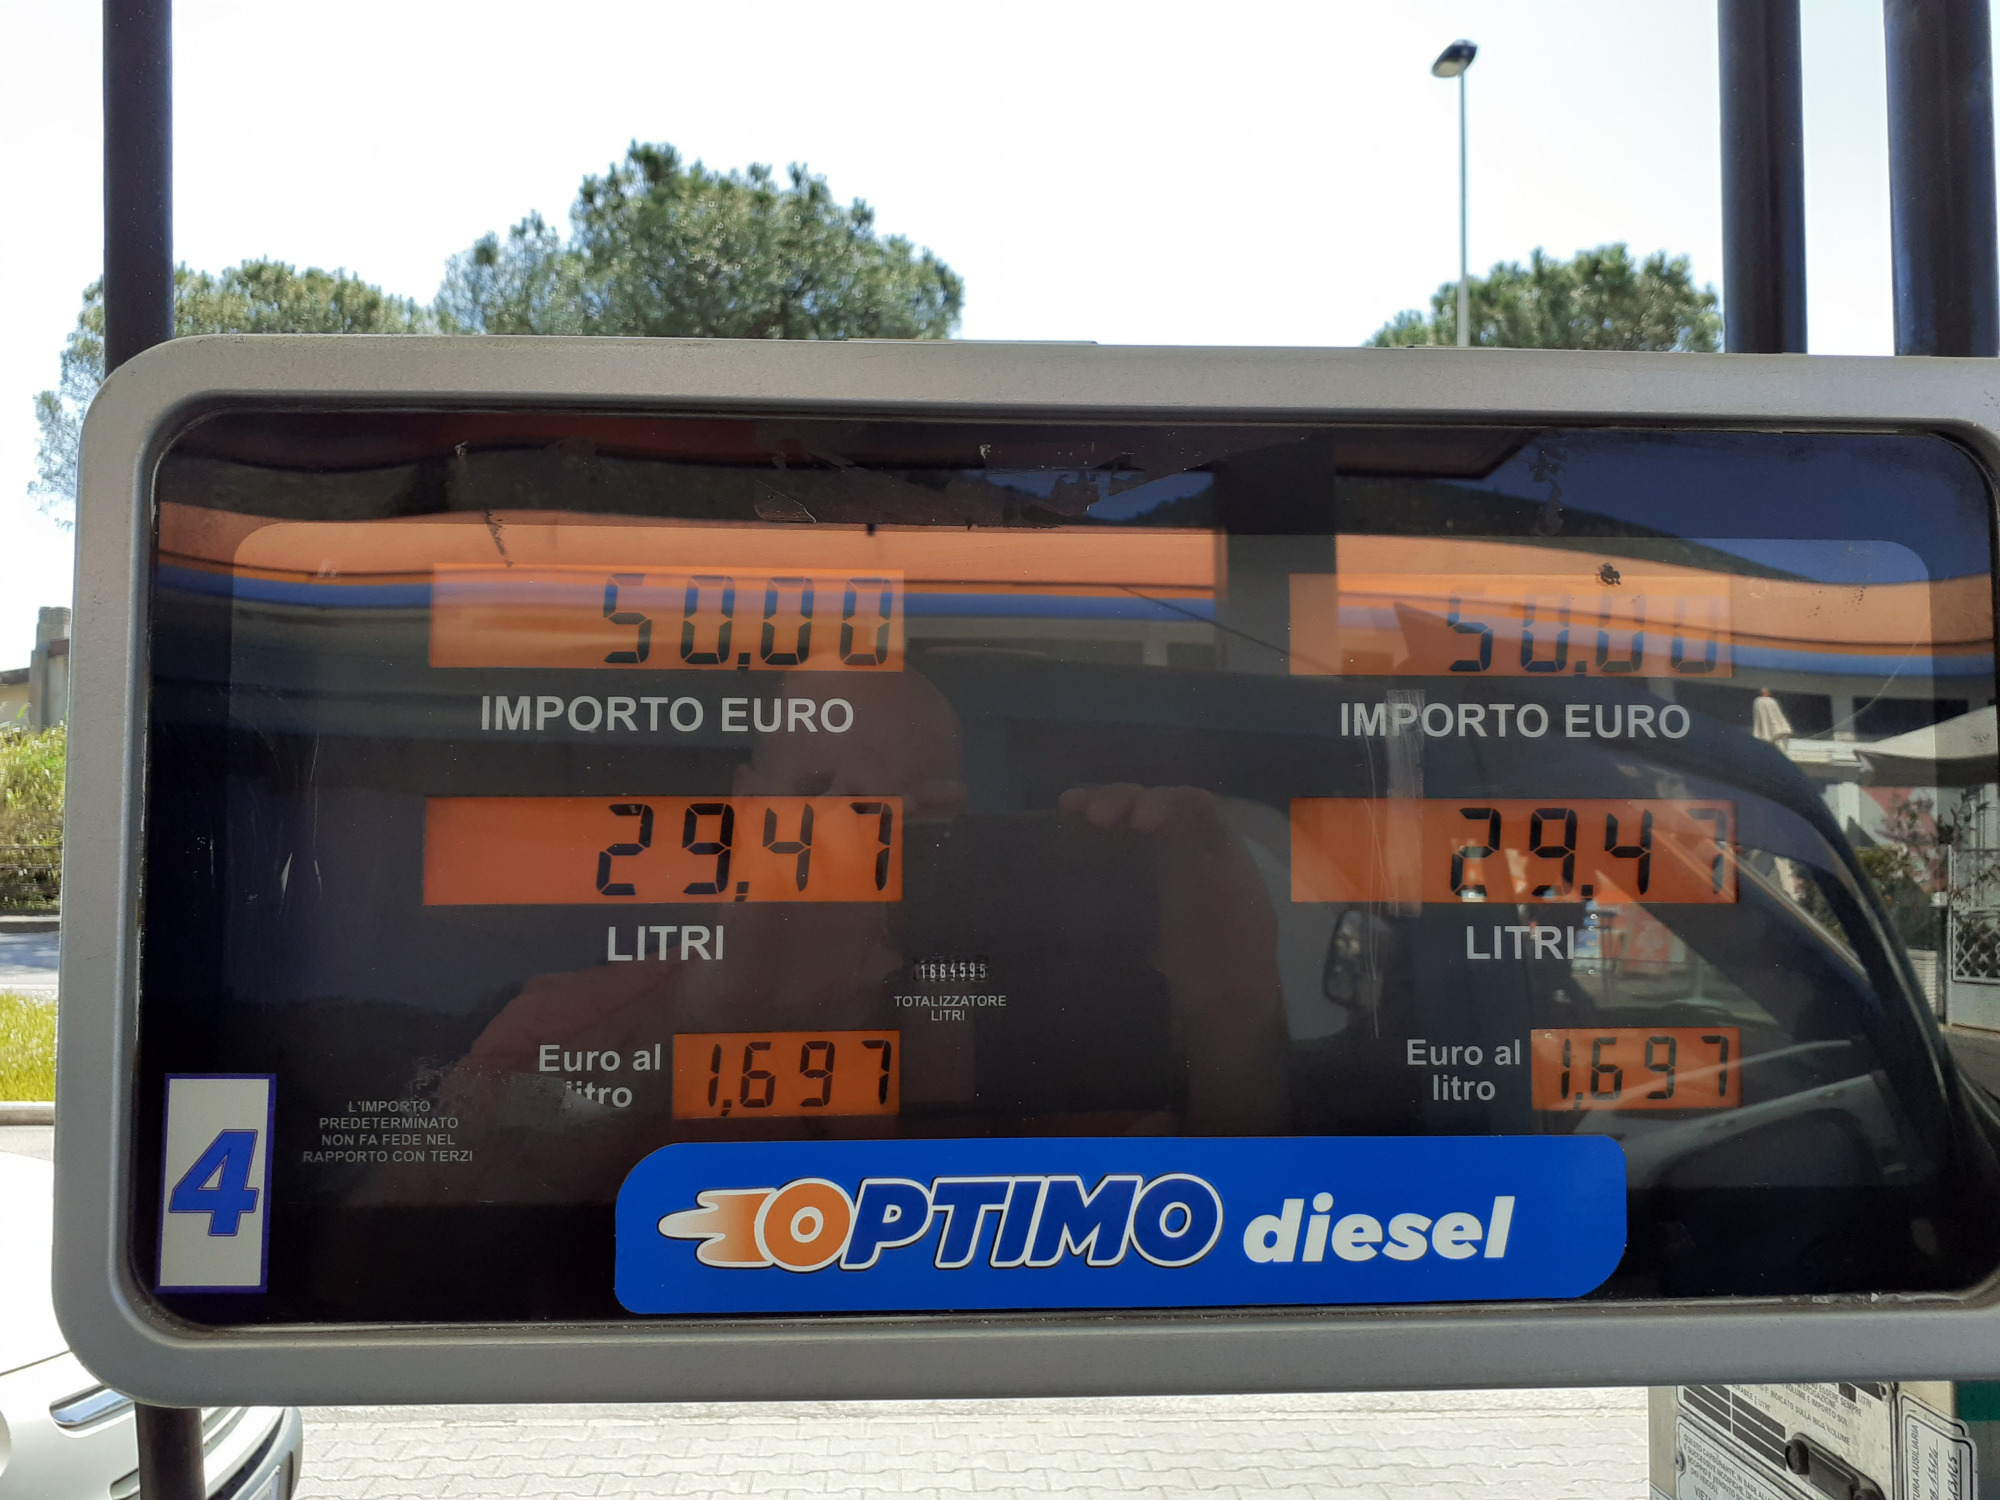 50,00
IMPORTO EURO
29,47
LITRI
1664595
TOTALIZZATORE
LITRI
Euro al
litro
1,697
50,00
IMPORTO EURO
29,47
LITRI
Euro al
litro
1,697
4
L'IMPORTO
PREDETERMINATO
NON FA FEDE NEL
RAPPORTO CON TERZI
OPTIMO diesel